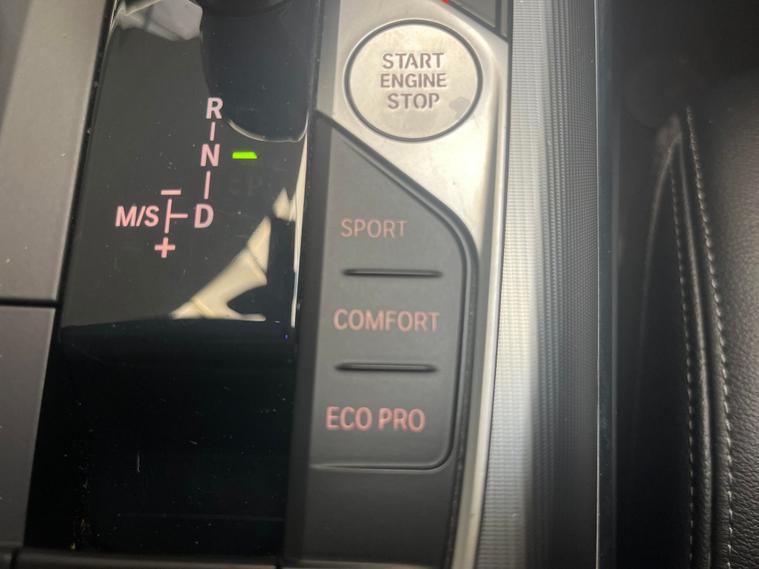 START
ENGINE
STOP
R
N
M/S
D
+
SPORT
COMFORT
ECO PRO